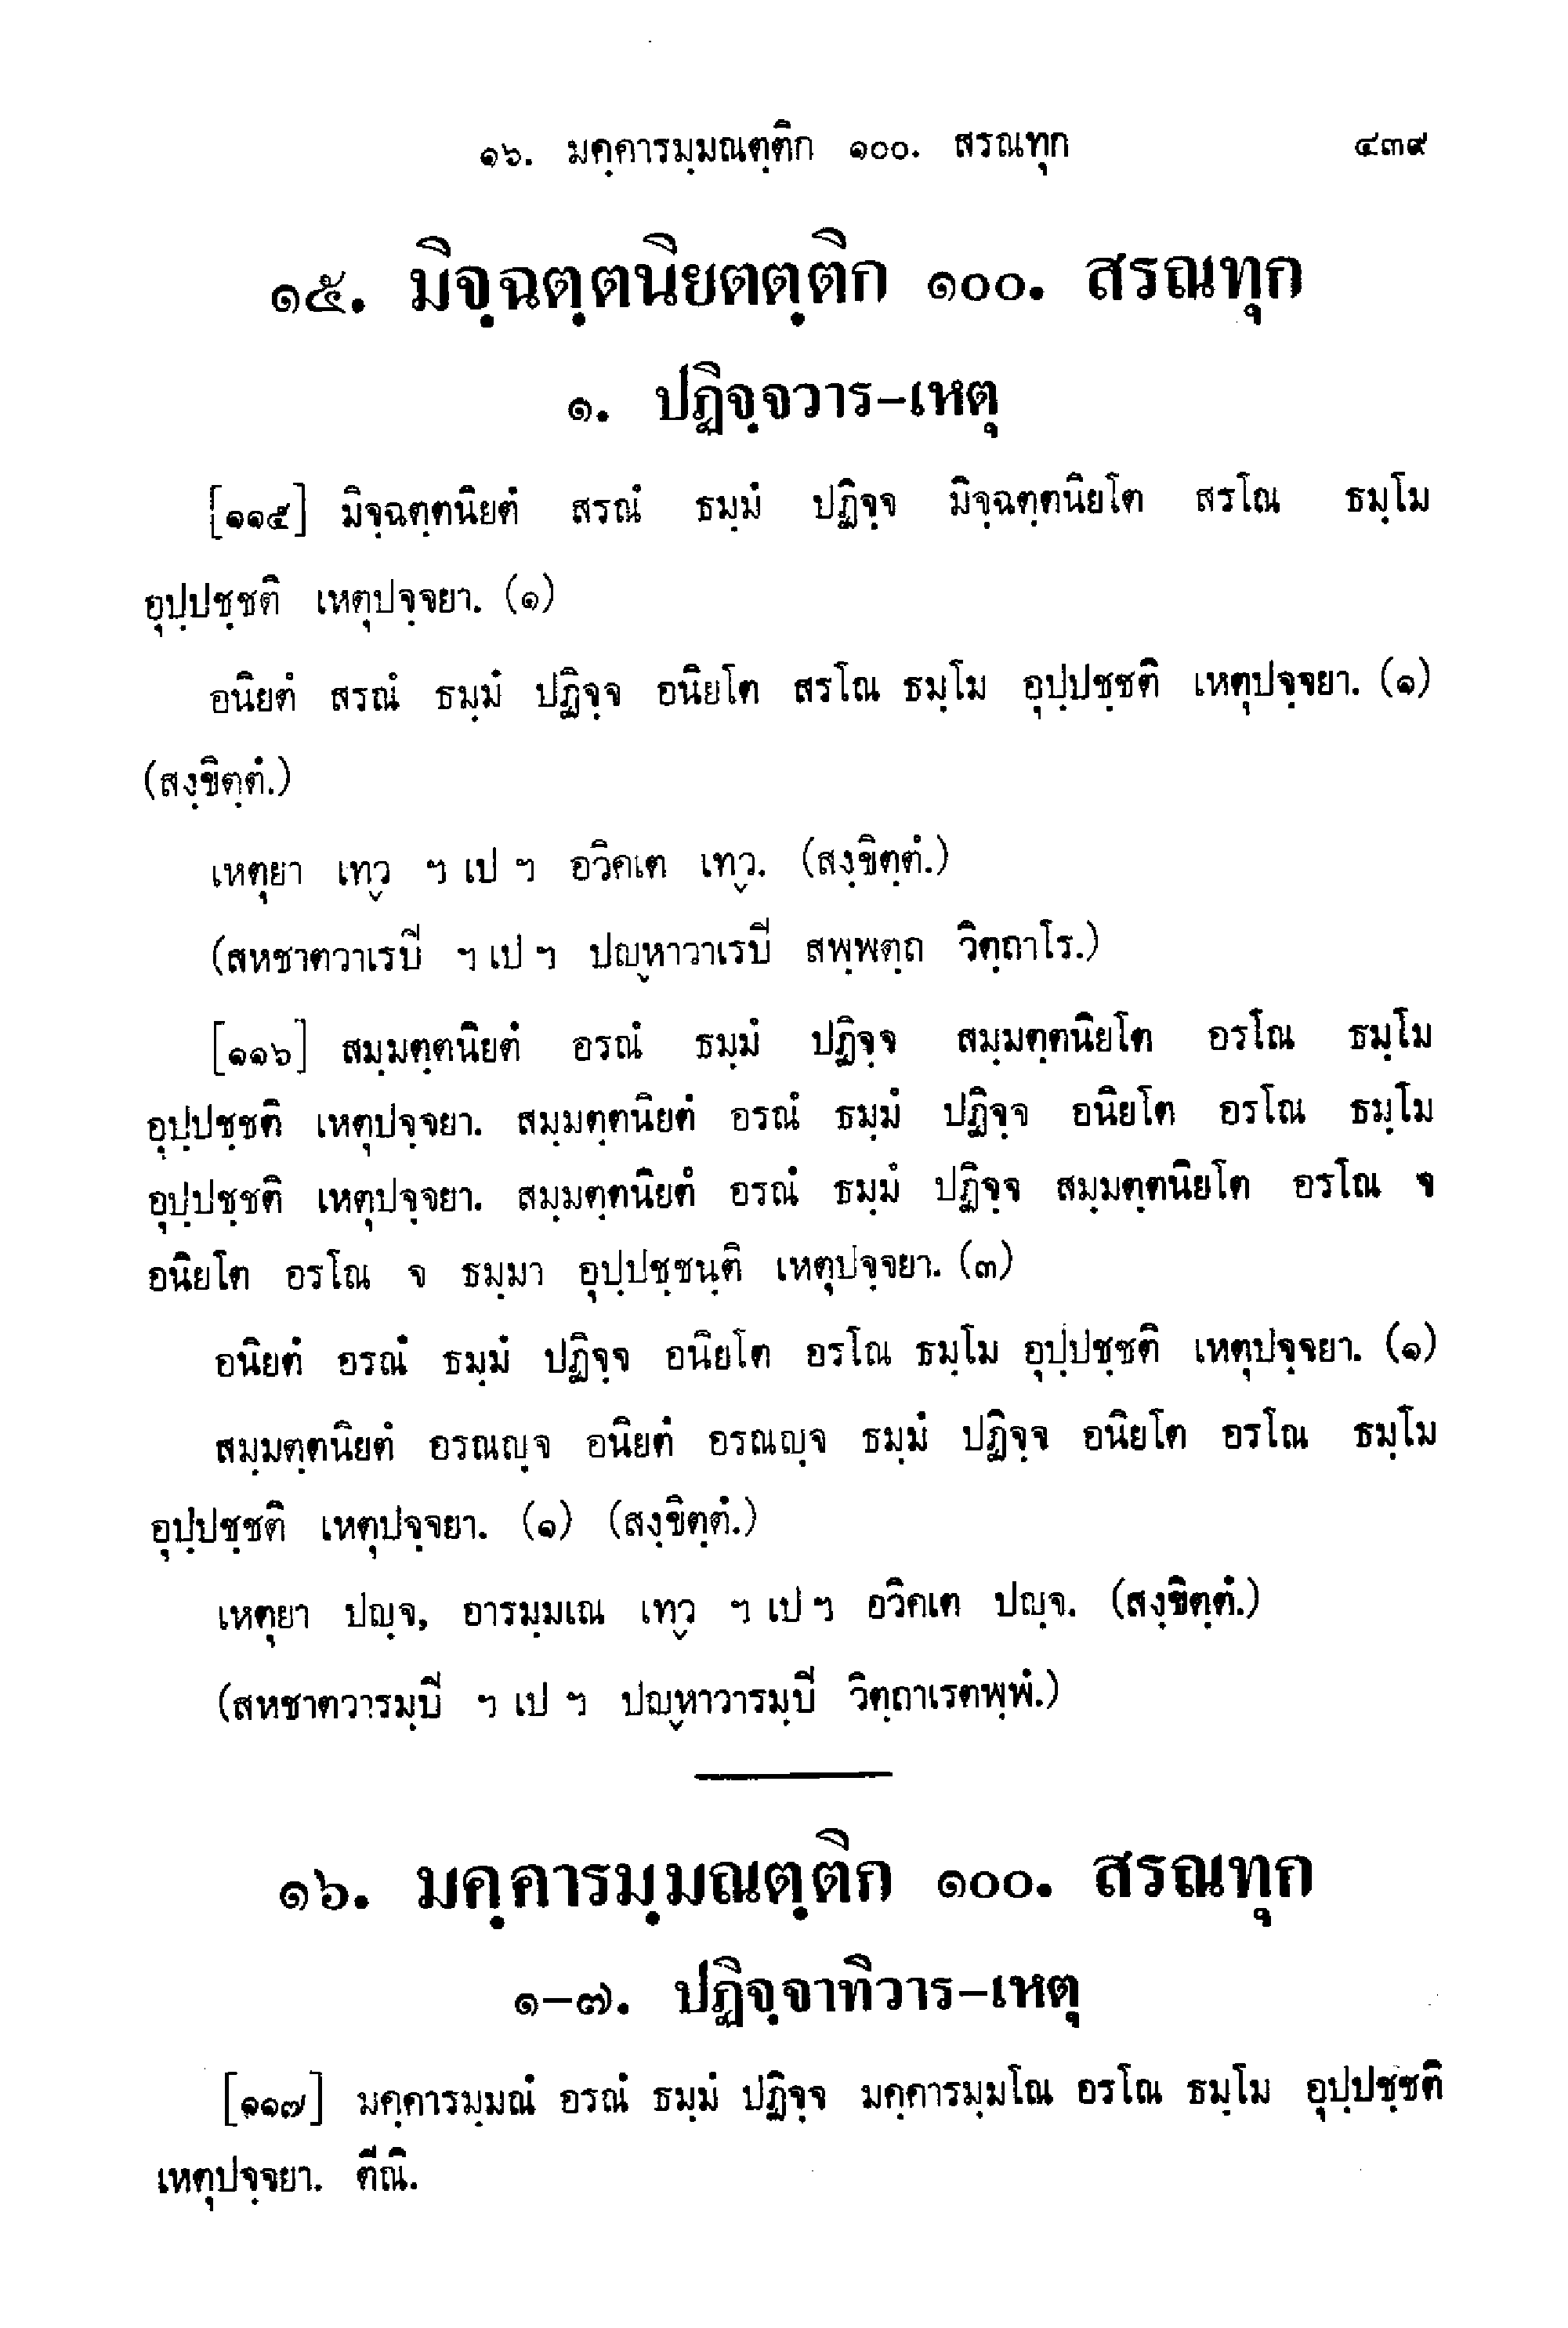 ๑๖. มคฺคารมฺมณตฺติก ๑๐๐. สรณทุก ๔๓๙
๑๕. มิจฺฉตฺตนิยตตฺติก ๑๐๐. สรณทุก
๑. ปฏิจฺจวาร-เหตุ
[๑๑๕] มิจฺฉตฺตนิยตํ สรณํ ธมฺมํ ปฏิจฺจ มิจฺฉตฺตนิยโต สรโณ ธมฺโม
อุปฺปชฺชติ เหตุปจฺจยา. (๑)
อนิยตํ สรณํ ธมฺมํ ปฏิจฺจ อนิยโต สรโณ ธมฺโม อุปฺปชฺชติ เหตุปจฺจยา. (๑)
(สงฺขิตฺตํ.)
เหตุยา เทฺว ฯ เป ฯ อวิคเต เทฺว. (สงฺขิตฺตํ.)
(สหชาตวาเรปิ ฯ เป ฯ ปญฺหาวาเรปิ สพฺพตฺถ วิตฺถาโร.)
[๑๑๖] สมฺมตฺตนิยตํ อรณํ ธมฺมํ ปฏิจฺจ สมฺมตฺตนิยโต อรโณ ธมฺโม
อุปฺปชฺชติ เหตุปจฺจยา. สมฺมตฺตนิยตํ อรณํ ธมฺมํ ปฏิจฺจ อนิยโต อรโณ ธมฺโม
อุปฺปชฺชติ เหตุปจฺจยา. สมฺมตฺตนิยตํ อรณํ ธมฺมํ ปฏิจฺจ สมฺมตฺตนิยโต อรโณ จ
อนิยโต อรโณ จ ธมฺมา อุปฺปชฺชนฺติ เหตุปจฺจยา. (๓)
อนิยตํ อรณํ ธมฺมํ ปฏิจฺจ อนิยโต อรโณ ธมฺโม อุปฺปชฺชติ เหตุปจฺจยา. (๑)
สมฺมตฺตนิยตํ อรณญฺจ อนิยตํ อรณญฺจ ธมฺมํ ปฏิจฺจ อนิยโต อรโณ ธมฺโม
อุปฺปชฺชติ เหตุปจฺจยา. (๑) (สงฺขิตฺตํ.)
เหตุยา ปญฺจ, อารมฺมเณ เทฺว ฯ เป ฯ อวิคเต ปญฺจ. (สงฺขิตฺตํ.)
(สหชาตวารมฺปิ ฯ เป ฯ ปญฺหาวารมฺปิ วิตฺถาเรตพฺพํ.)
๑๖. มคฺคารมฺมณตฺติก ๑๐๐. สรณทุก
๑-๗. ปฏิจฺจาทิวาร-เหตุ
[๑๑๗] มคฺคารมฺมณํ อรณํ ธมฺมํ ปฏิจฺจ มคฺคารมฺมโณ อรโณ ธมฺโม อุปฺปชฺชติ
เหตุปจฺจยา. ตีณิ.